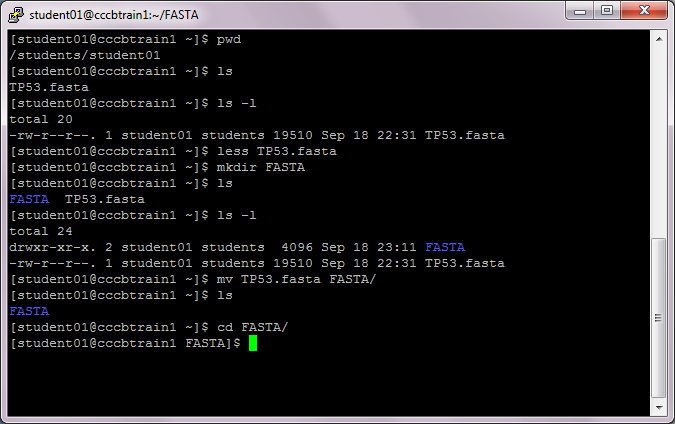 student01@cccbtrain1:~/FASTA
[student01@cccbtrain1 ~]$ pwd
/students/student01
[student01@cccbtrain1 ~]$ ls
TP53.fasta
[student01@cccbtrain1 ~]$ ls -l
total 20
-rw-r--r--. 1 student01 students 19510 Sep 18 22:31 TP53.fasta
[student01@cccbtrain1 ~]$ less TP53.fasta
[student01@cccbtrain1 ~]$ mkdir FASTA
[student01@cccbtrain1 ~]$ ls
FASTA  TP53.fasta
[student01@cccbtrain1 ~]$ ls -l
total 24
drwxr-xr-x. 2 student01 students  4096 Sep 18 23:11 FASTA
-rw-r--r--. 1 student01 students 19510 Sep 18 22:31 TP53.fasta
[student01@cccbtrain1 ~]$ mv TP53.fasta FASTA/
[student01@cccbtrain1 ~]$ ls
FASTA
[student01@cccbtrain1 ~]$ cd FASTA/
[student01@cccbtrain1 FASTA]$